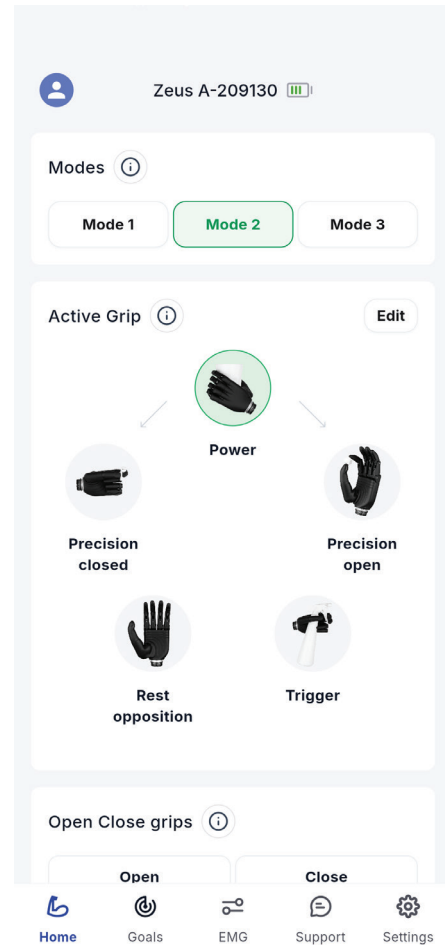 Zeus A-209130
Modes
Mode 1
Mode 2
Mode 3
Active Grip
Edit
Power
Precision
closed
Precision
open
Rest
opposition
Trigger
Open Close grips
Open
Close
Home
Goals
EMG
Support
Settings